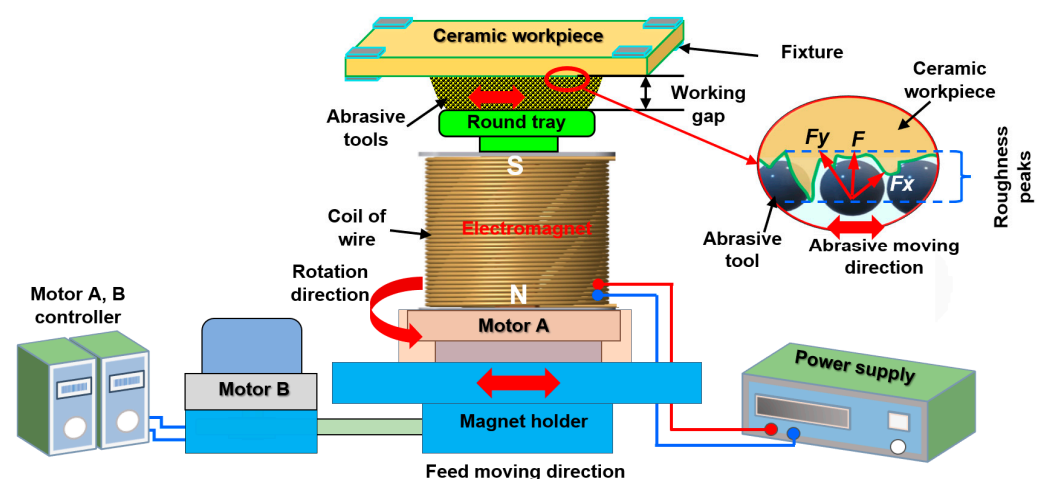 Ceramic workpiece
Fixture
Abrasive
tools
Working
gap
Round tray
S
Coil of
wire
Electromagnet
Rotation
direction
N
Motor A
Motor A, B
controller
Motor B
Magnet holder
Feed moving direction
Power supply
Ceramic
workpiece
Fy
F
Fx
Roughness
peaks
Abrasive
tool
Abrasive moving
direction